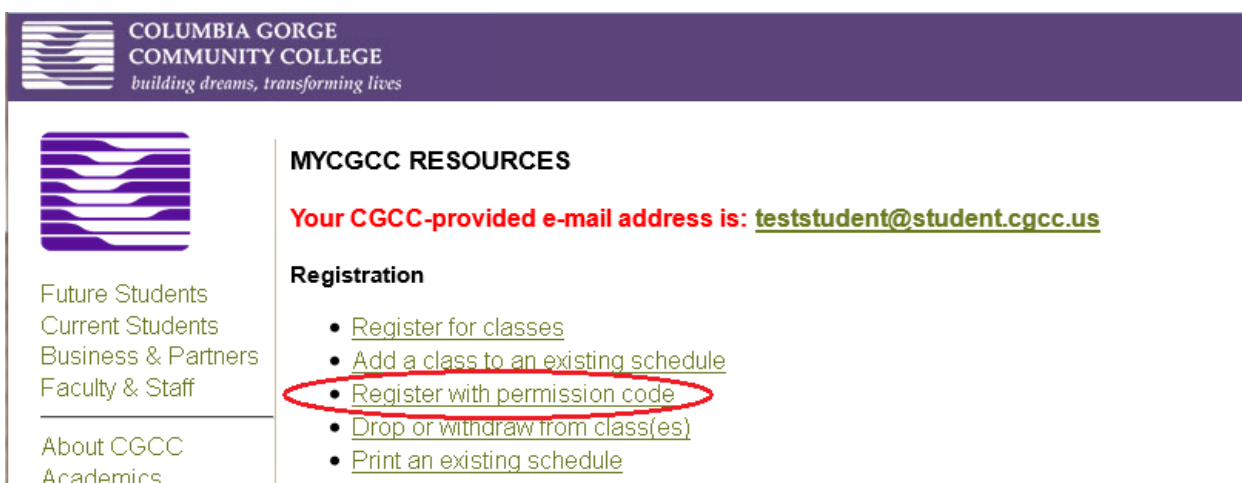 COLUMBIA GORGE
COMMUNITY COLLEGE
building dreams, transforming lives
Future Students
Current Students
Business & Partners
Faculty & Staff
About CGCC
Academics
MYCGCC RESOURCES
Your CGCC-provided e-mail address is: teststudent@student.cgcc.us
Registration
Register for classes
Add a class to an existing schedule
Register with permission code
Drop or withdraw from class(es)
Print an existing schedule